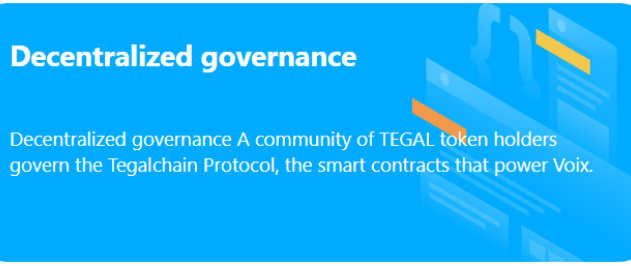 Decentralized governance
Decentralized governance A community of TEGAL token holders
govern the Tegalchain Protocol, the smart contracts that power Voix.